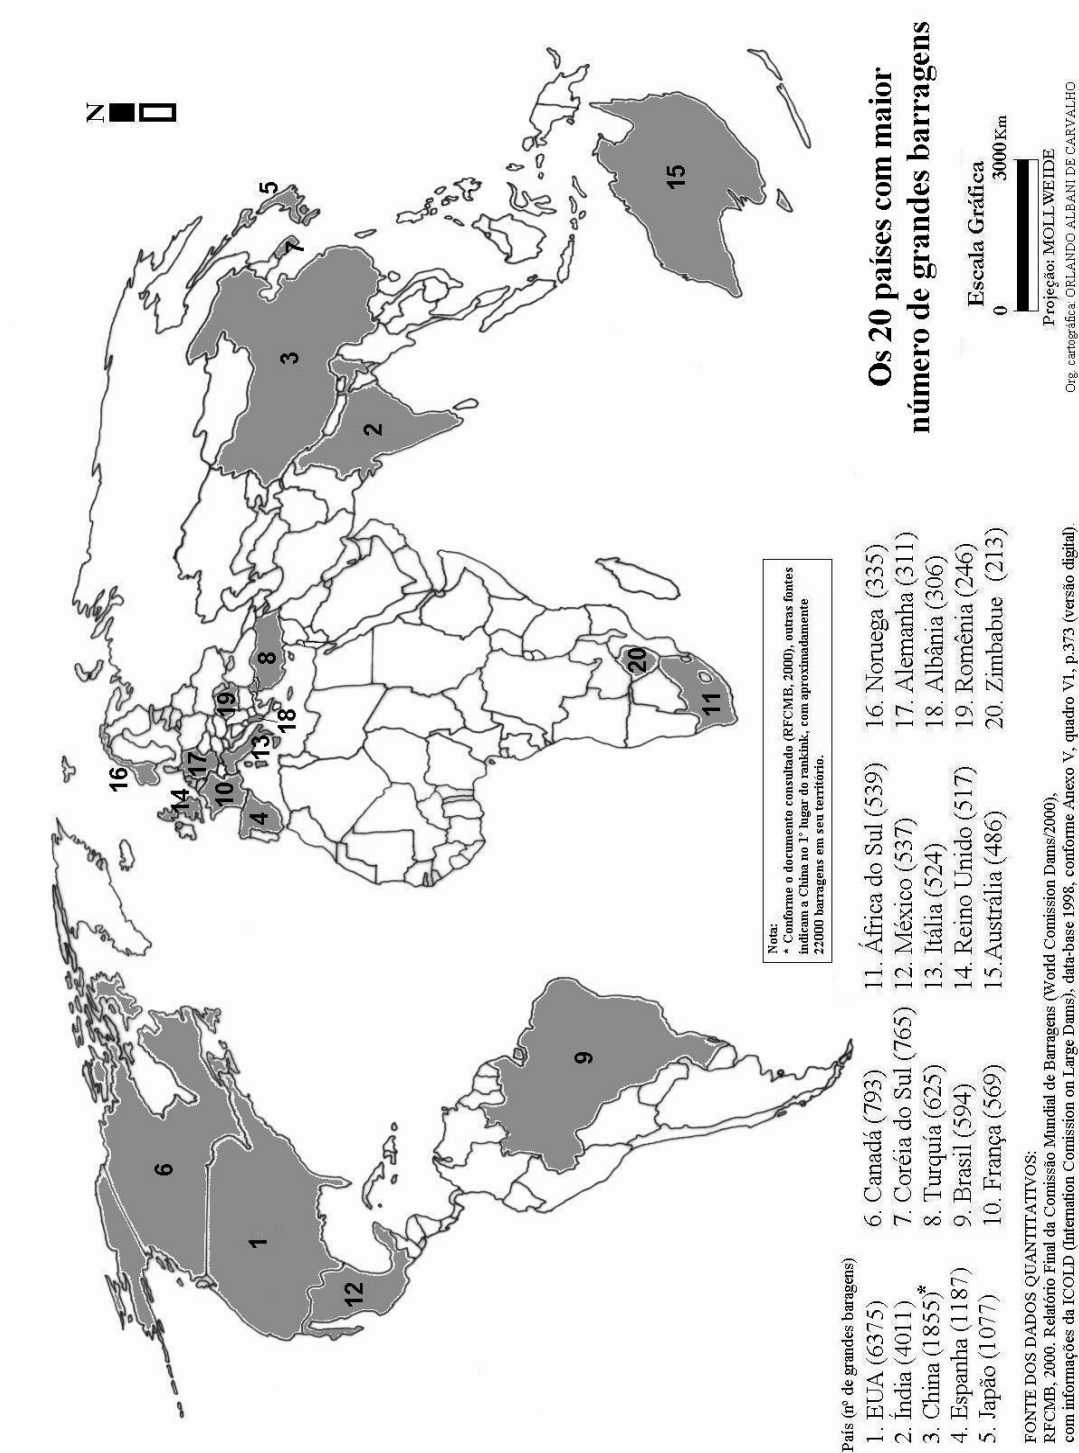 N
16
14
17
10
4
19
13
18
8
3
7
5
2
15
6
1
12
9
20
11
Nota:
* Conforme o documento consultado (RFCMB, 2000), outras fontes
indicam a China no 1º lugar do rankink, com aproximadamente
22000 barragens em seu território.
Os 20 países com maior
número de grandes barragens
Escala Gráfica
0 3000Km
Projeção: MOLLWEIDE
Org. cartográfica: ORLANDO ALBANI DE CARVALHO
País (nº de grandes baragens)
1. EUA (6375)
2. Índia (4011)
3. China (1855)*
4. Espanha (1187)
5. Japão (1077)
6. Canadá (793)
7. Coréia do Sul (765)
8. Turquía (625)
9. Brasil (594)
10. França (569)
11. África do Sul (539)
12. México (537)
13. Itália (524)
14. Reino Unido (517)
15.Austrália (486)
16. Noruega (335)
17. Alemanha (311)
18. Albânia (306)
19. Romênia (246)
20. Zimbabue (213)
FONTE DOS DADOS QUANTITATIVOS:
RFCMB, 2000. Relatório Final da Comissão Mundial de Barragens (World Comission Dams/2000),
com informações da ICOLD (Internation Comission on Large Dams), data-base 1998, conforme Anexo V, quadro V1, p.373 (versão digital)